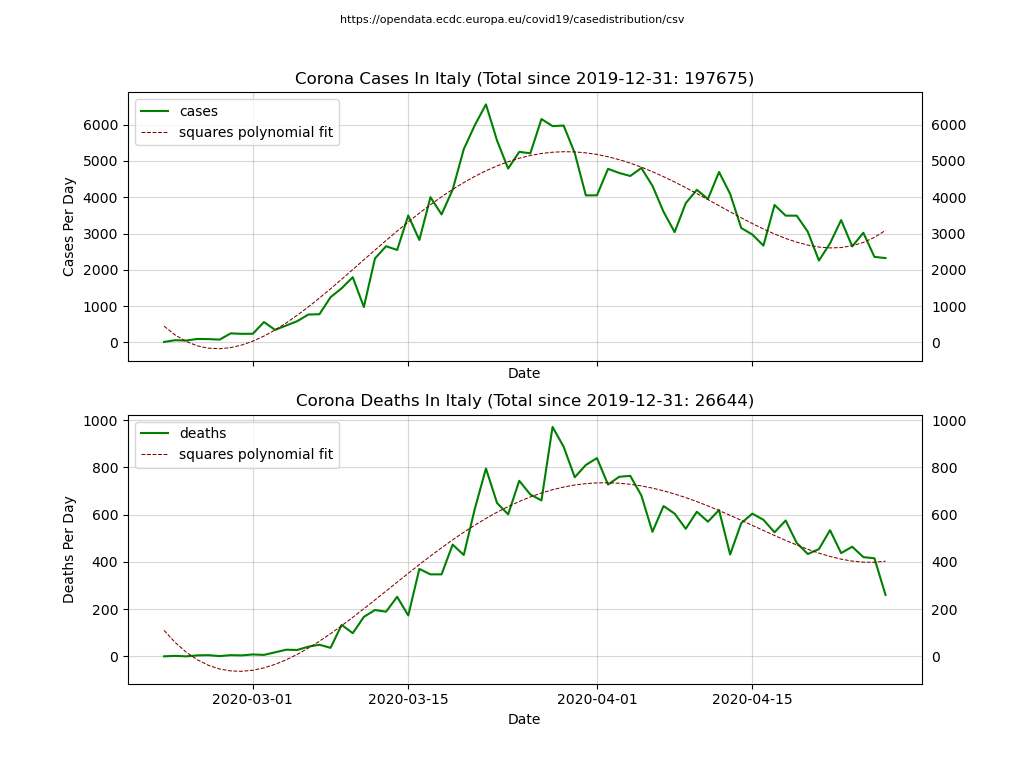 https://opendata.ecdc.europa.eu/covid19/casedistribution/csv
Corona Cases In Italy (Total since 2019-12-31: 197675)
cases
squares polynomial fit
Cases Per Day
6000 6000
5000 5000
4000 4000
3000 3000
2000 2000
1000 1000
0 0
Date
Corona Deaths In Italy (Total since 2019-12-31: 26644)
deaths
squares polynomial fit
Deaths Per Day
1000 1000
800 800
600 600
400 400
200 200
0 0
2020-03-01 2020-03-15 2020-04-01 2020-04-15
Date